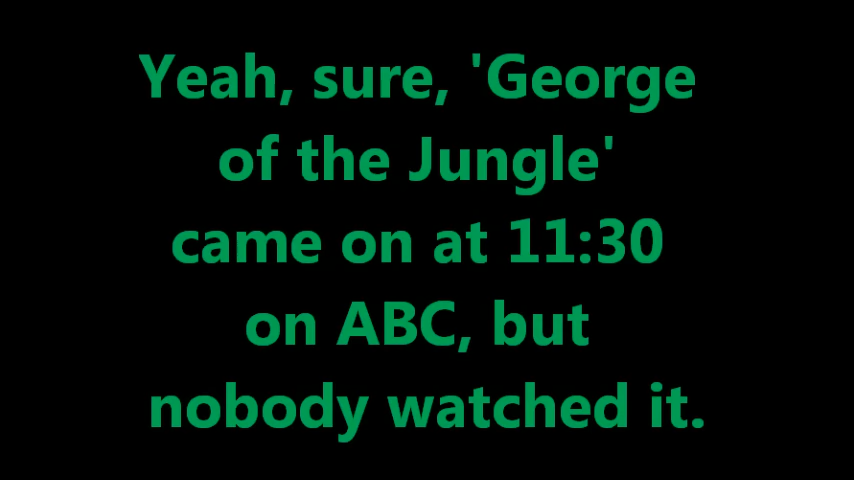 Yeah, sure, 'George
of the Jungle'
came on at 11:30
on ABC, but
nobody watched it.